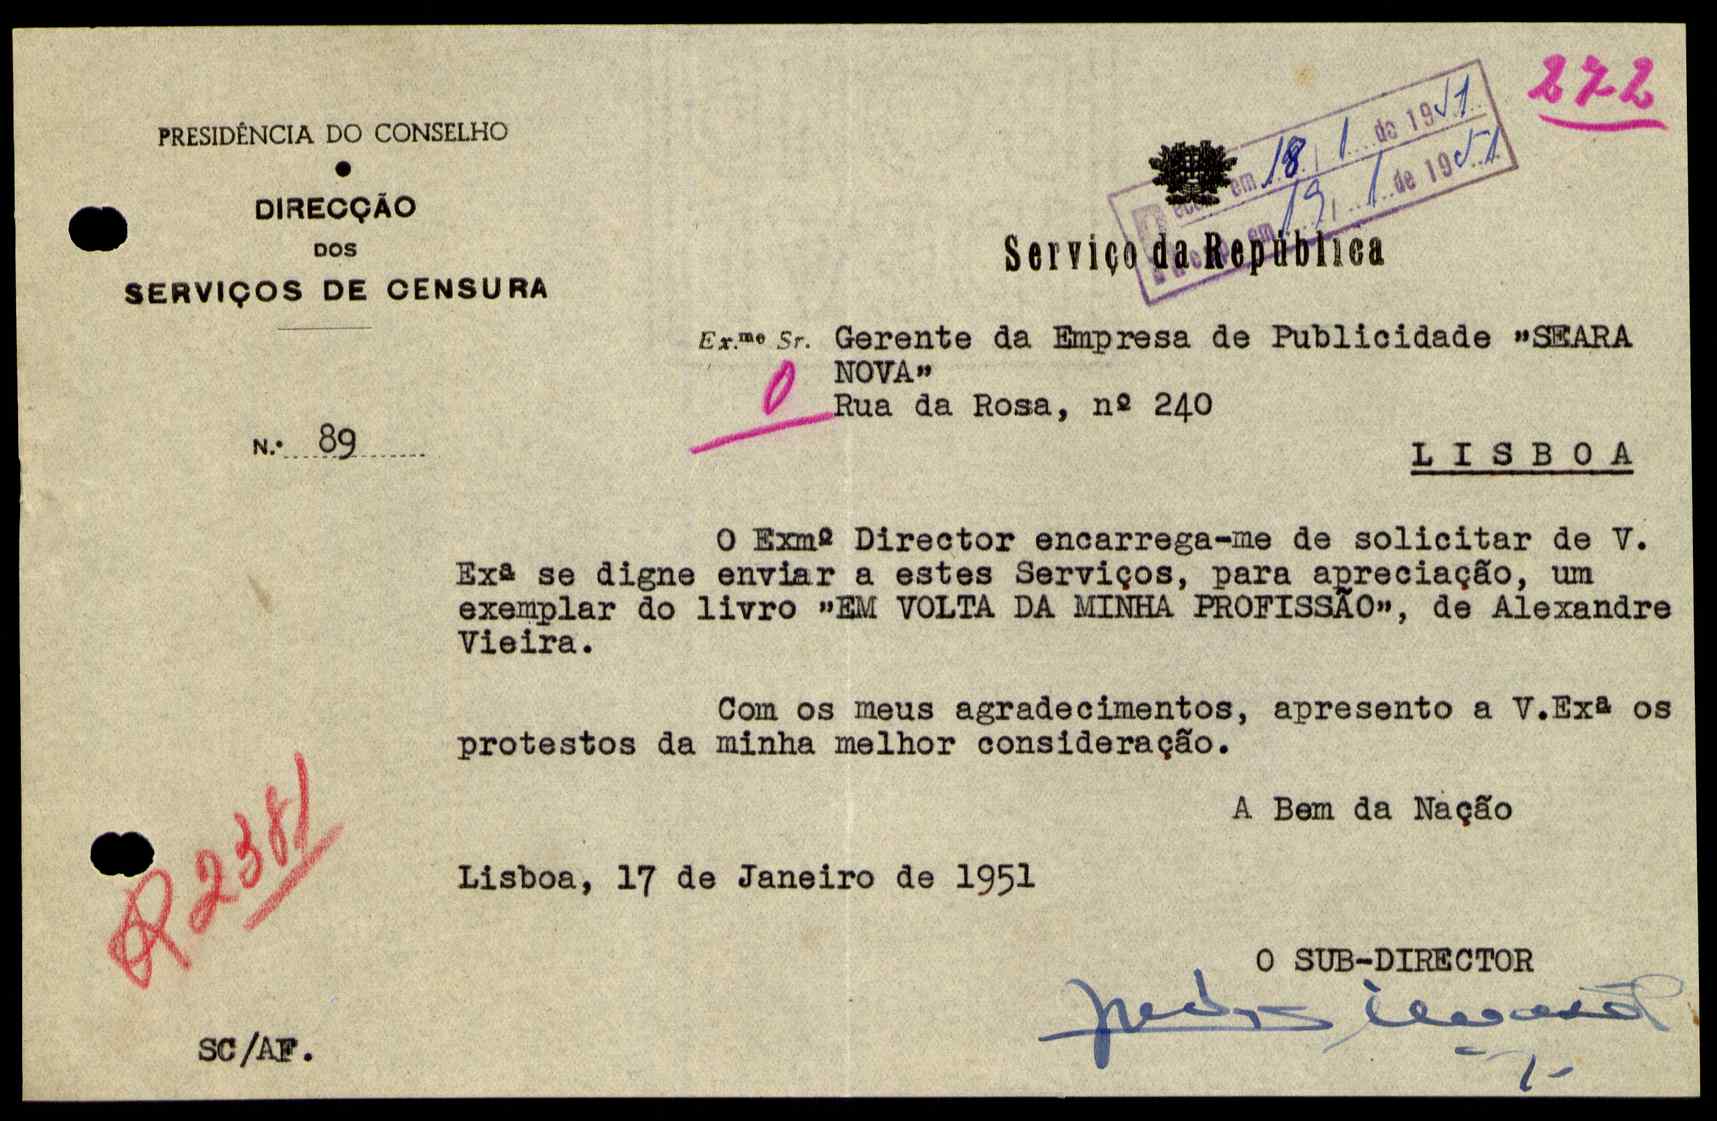 PRESIDÊNCIA DO CONSELHO
DIRECÇÃO
DOS
SERVIÇOS DE CENSURA
N.º 89
272
em 18 1 de 1951
em 19 1 de 1951
Serviço da República
Ex.mo Sr. Gerente da Empresa de Publicidade "SEARA
NOVA"
Rua da Rosa, nº 240
LISBOA
O Exmº Director encarrega-me de solicitar de V.
Exª se digne enviar a estes Serviços, para apreciação, um
exemplar do livro "EM VOLTA DA MINHA PROFISSÃO", de Alexandre
Vieira.
Com os meus agradecimentos, apresento a V.Exª os
protestos da minha melhor consideração.
A Bem da Nação
Lisboa, 17 de Janeiro de 1951
R 2381
O SUB-DIRECTOR
SC/AF.